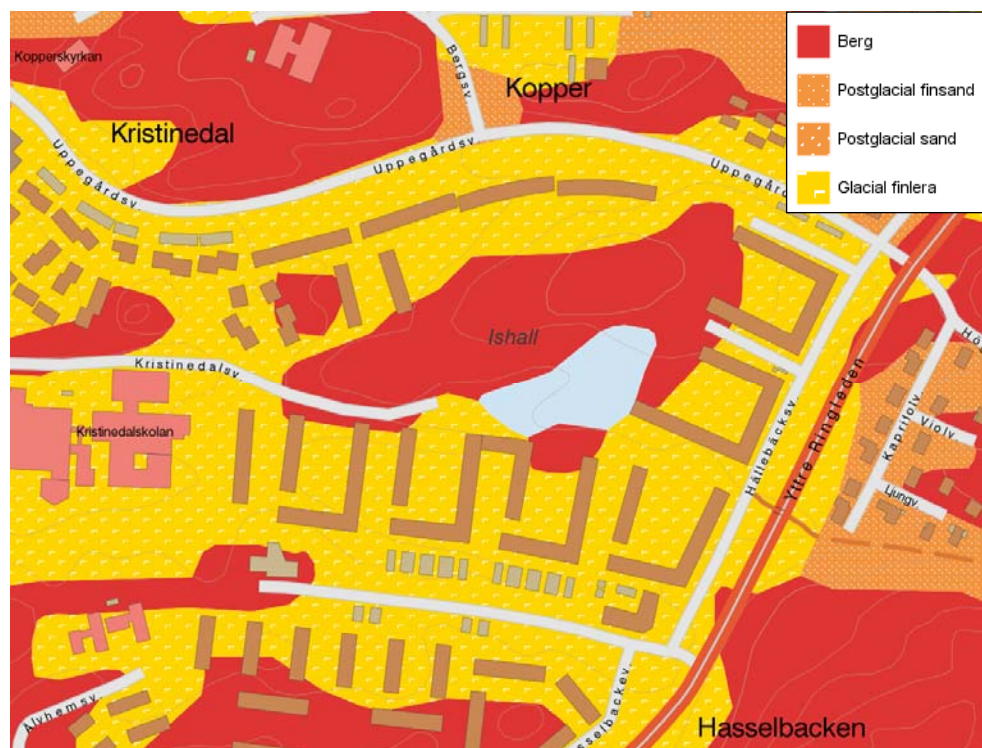 Kopperskyrkan
Bergsv.
Kopper
Kristinedal
Uppegårdsv.
Uppegårdsv.
Uppegårdsv
Berg
Postglacial finsand
Postglacial sand
Glacial finlera
Ishall
Kristinedalsv.
Kristinedalskolan
Hällebäcksv.
Yttre Ringleden
Kaprifolv.
Violv.
Ljungv.
Älvhemsv.
Hasselbackev.
Hasselbacken